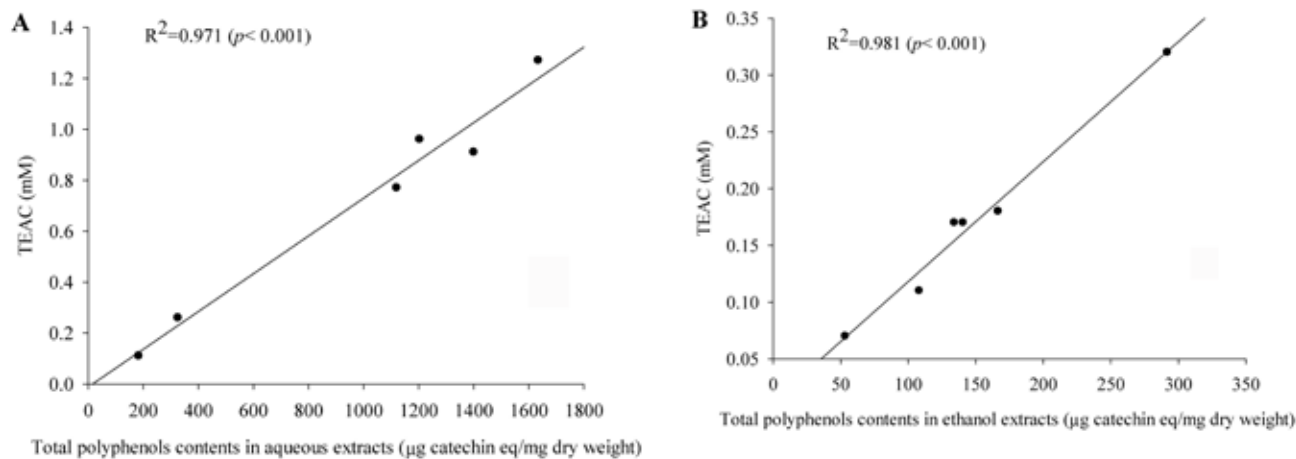 A
R²=0.971 (p< 0.001)
TEAC (mM)
1.4
1.2
1.0
0.8
0.6
0.4
0.2
0.0
0 200 400 600 800 1000 1200 1400 1600 1800
Total polyphenols contents in aqueous extracts (µg catechin eq/mg dry weight)
B
R²=0.981 (p< 0.001)
TEAC (mM)
0.35
0.30
0.25
0.20
0.15
0.10
0.05
0 50 100 150 200 250 300 350
Total polyphenols contents in ethanol extracts (µg catechin eq/mg dry weight)